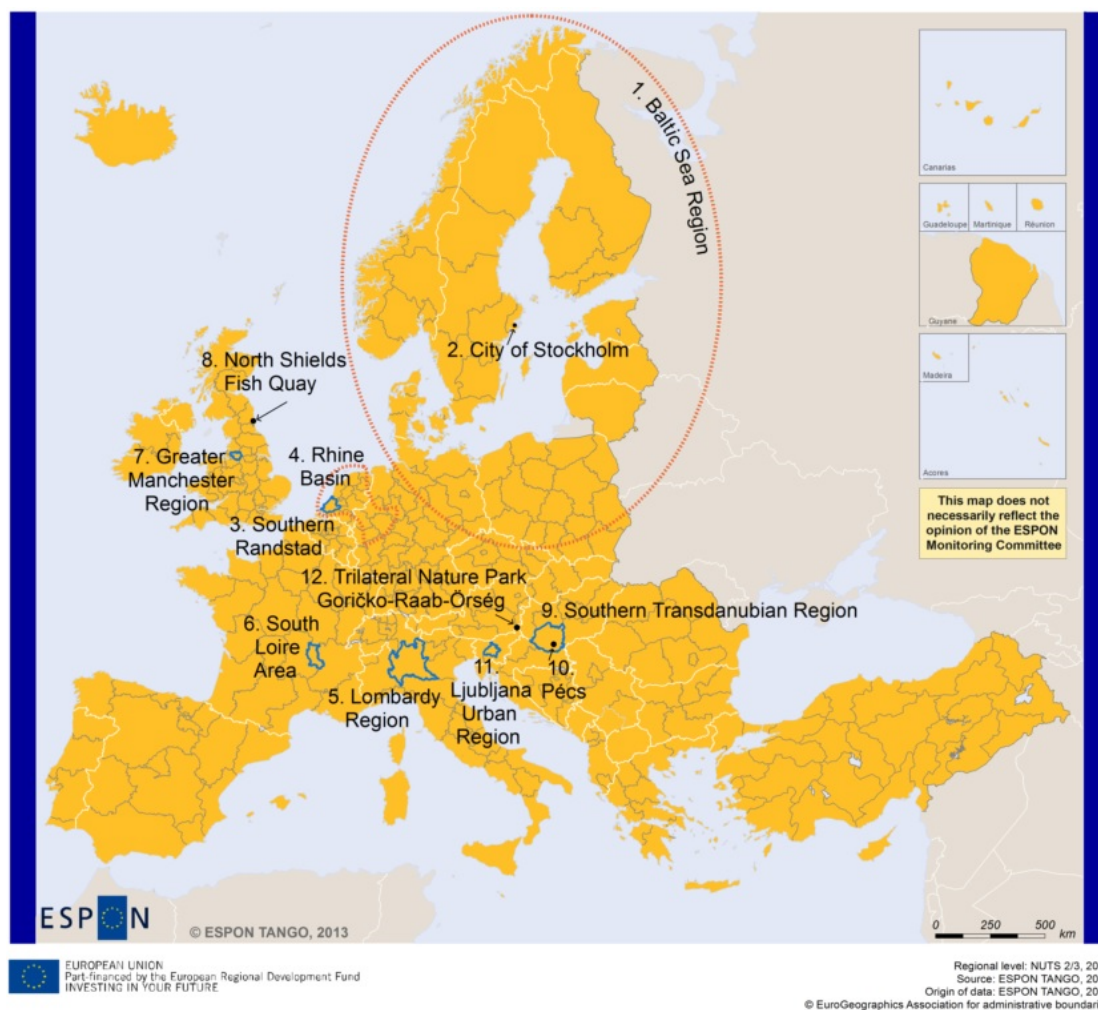 1. Baltic Sea Region
2. City of Stockholm
8. North Shields
Fish Quay
7. Greater
Manchester
Region
4. Rhine
Basin
3. Southern
Randstad
12. Trilateral Nature Park
Goričko-Raab-Örség
9. Southern Transdanubian Region
6. South
Loire
Area
5. Lombardy
Region
11.
Ljubljana
Urban
Region
10.
Pécs
Canarias
Guadeloupe
Martinique
Réunion
Guyane
Madeira
Acores
This map does not
necessarily reflect the
opinion of the ESPON
Monitoring Committee
ESPON
© ESPON TANGO, 2013
0 250 500
km
EUROPEAN UNION
Part-financed by the European Regional Development Fund
INVESTING IN YOUR FUTURE
Regional level: NUTS 2/3, 20
Source: ESPON TANGO, 20
Origin of data: ESPON TANGO, 20
© EuroGeographics Association for administrative boundari